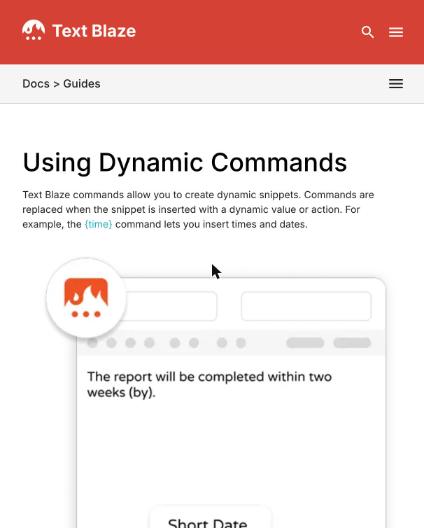 Text Blaze
Docs > Guides
Using Dynamic Commands
Text Blaze commands allow you to create dynamic snippets. Commands are
replaced when the snippet is inserted with a dynamic value or action. For
example, the {time} command lets you insert times and dates.
The report will be completed within two
weeks (by).
Short Date